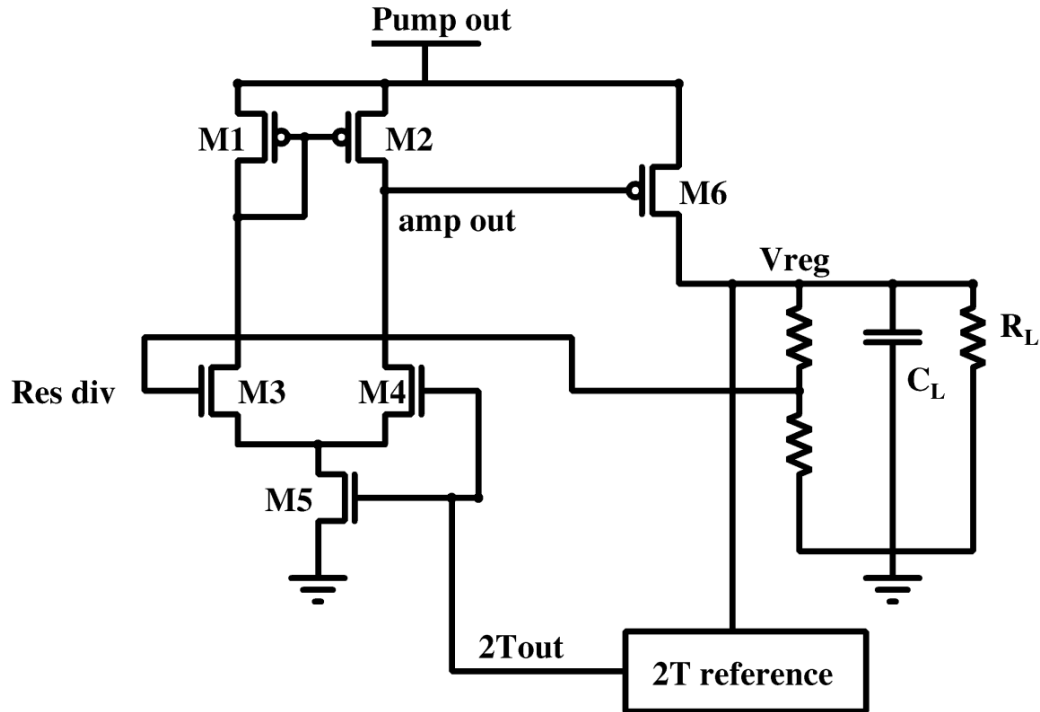 Pump out
M1
M2
M6
amp out
Vreg
R_L
C_L
Res div
M3
M4
M5
2Tout
2T reference